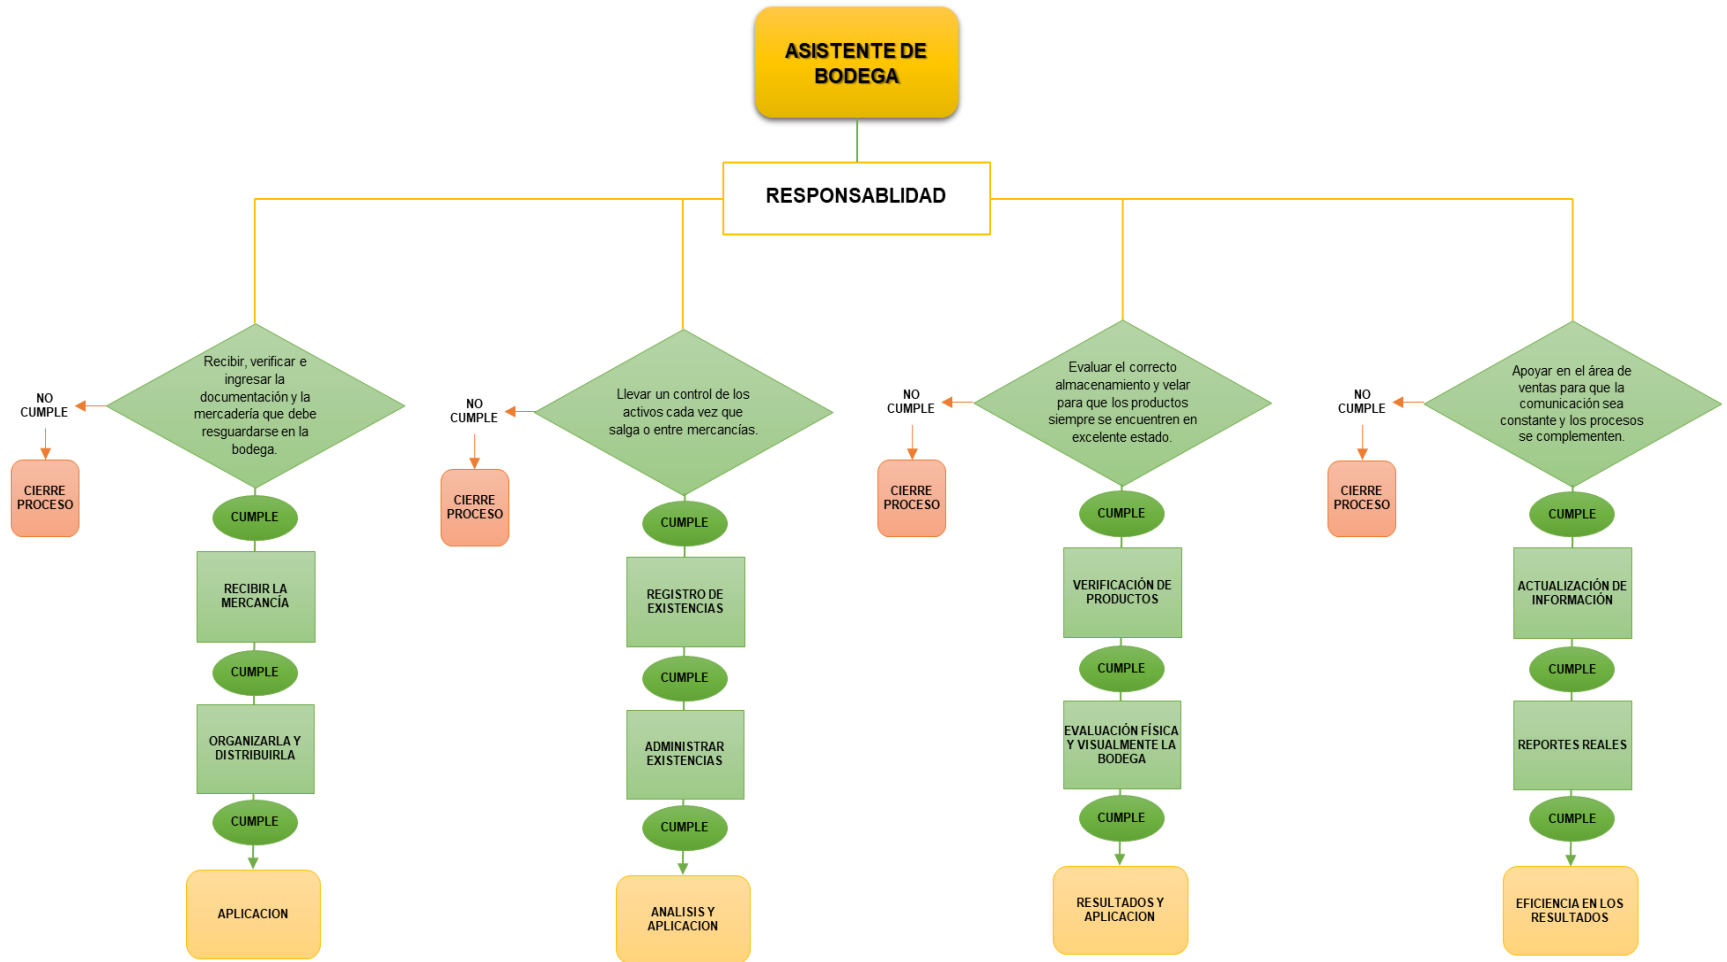 ASISTENTE DE
BODEGA
RESPONSABLIDAD
Recibir, verificar e
ingresar la
documentación y la
mercadería que debe
resguardarse en la
bodega.
NO
CUMPLE
CIERRE
PROCESO
CUMPLE
RECIBIR LA
MERCANCÍA
CUMPLE
ORGANIZARLA Y
DISTRIBUIRLA
CUMPLE
APLICACION
Llevar un control de los
activos cada vez que
salga o entre mercancías.
NO
CUMPLE
CIERRE
PROCESO
CUMPLE
REGISTRO DE
EXISTENCIAS
CUMPLE
ADMINISTRAR
EXISTENCIAS
CUMPLE
ANALISIS Y
APLICACION
Evaluar el correcto
almacenamiento y velar
para que los productos
siempre se encuentren en
excelente estado.
NO
CUMPLE
CIERRE
PROCESO
CUMPLE
VERIFICACIÓN DE
PRODUCTOS
CUMPLE
EVALUACIÓN FÍSICA
Y VISUALMENTE LA
BODEGA
CUMPLE
RESULTADOS Y
APLICACION
Apoyar en el área de
ventas para que la
comunicación sea
constante y los procesos
se complementen.
NO
CUMPLE
CIERRE
PROCESO
CUMPLE
ACTUALIZACIÓN DE
INFORMACIÓN
CUMPLE
REPORTES REALES
CUMPLE
EFICIENCIA EN LOS
RESULTADOS